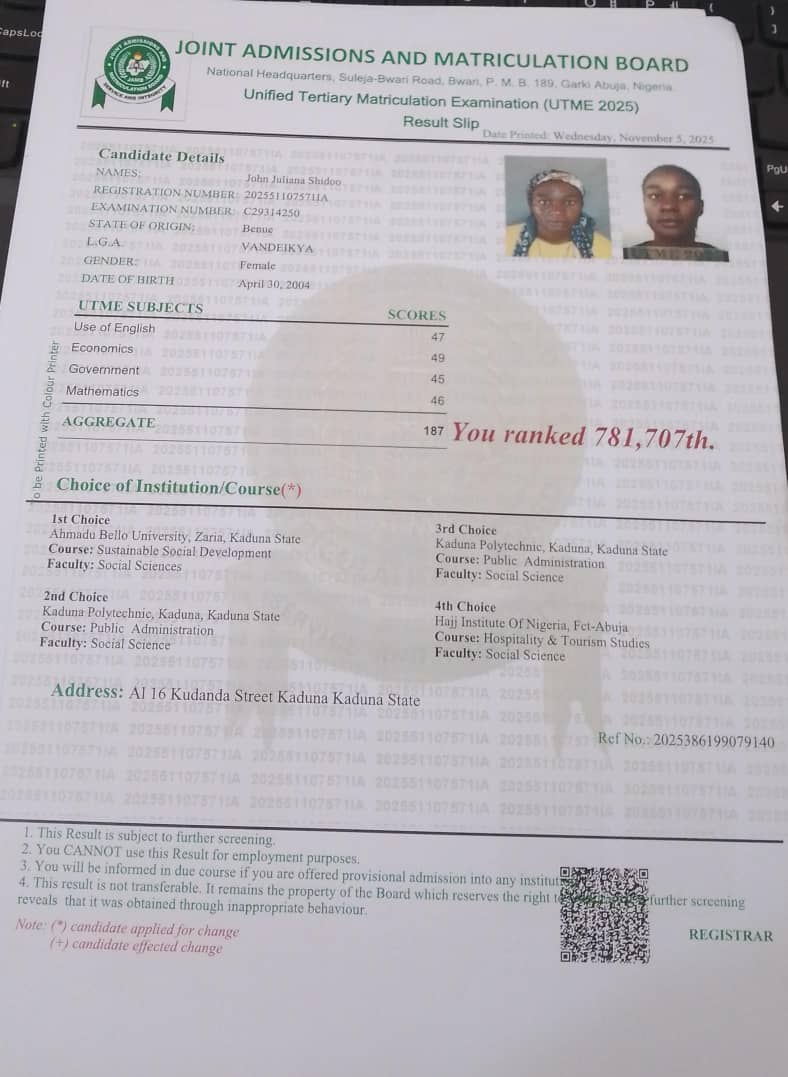 JOINT ADMISSIONS AND MATRICULATION BOARD
National Headquarters, Suleja-Bwari Road, Bwari, P. M. B. 189, Garki Abuja, Nigeria.
Unified Tertiary Matriculation Examination (UTME 2025)
Result Slip
Date Printed: Wednesday, November 5, 2025
Candidate Details
NAMES: John Juliana Shidoo
REGISTRATION NUMBER: 202551107571IA
EXAMINATION NUMBER: C29314250
STATE OF ORIGIN: Benue
L.G.A. VANDEIKYA
GENDER: Female
DATE OF BIRTH April 30, 2004
UTME SUBJECTS SCORES
Use of English 47
Economics 49
Government 45
Mathematics 46
AGGREGATE 187 You ranked 781,707th.
To be Printed with Colour Printer
Choice of Institution/Course(*)
1st Choice
Ahmadu Bello University, Zaria, Kaduna State
Course: Sustainable Social Development
Faculty: Social Sciences
2nd Choice
Kaduna Polytechnic, Kaduna, Kaduna State
Course: Public Administration
Faculty: Social Science
3rd Choice
Kaduna Polytechnic, Kaduna, Kaduna State
Course: Public Administration
Faculty: Social Science
4th Choice
Hajj Institute Of Nigeria, Fct-Abuja
Course: Hospitality & Tourism Studies
Faculty: Social Science
Address: Al 16 Kudanda Street Kaduna Kaduna State
Ref No.: 2025386199079140
1. This Result is subject to further screening.
2. You CANNOT use this Result for employment purposes.
3. You will be informed in due course if you are offered provisional admission into any
4. This result is not transferable. It remains the property of the Board which reserves the right further screening
reveals that it was obtained through inappropriate behaviour.
Note: (*) candidate applied for change
(+) candidate effected change
REGISTRAR